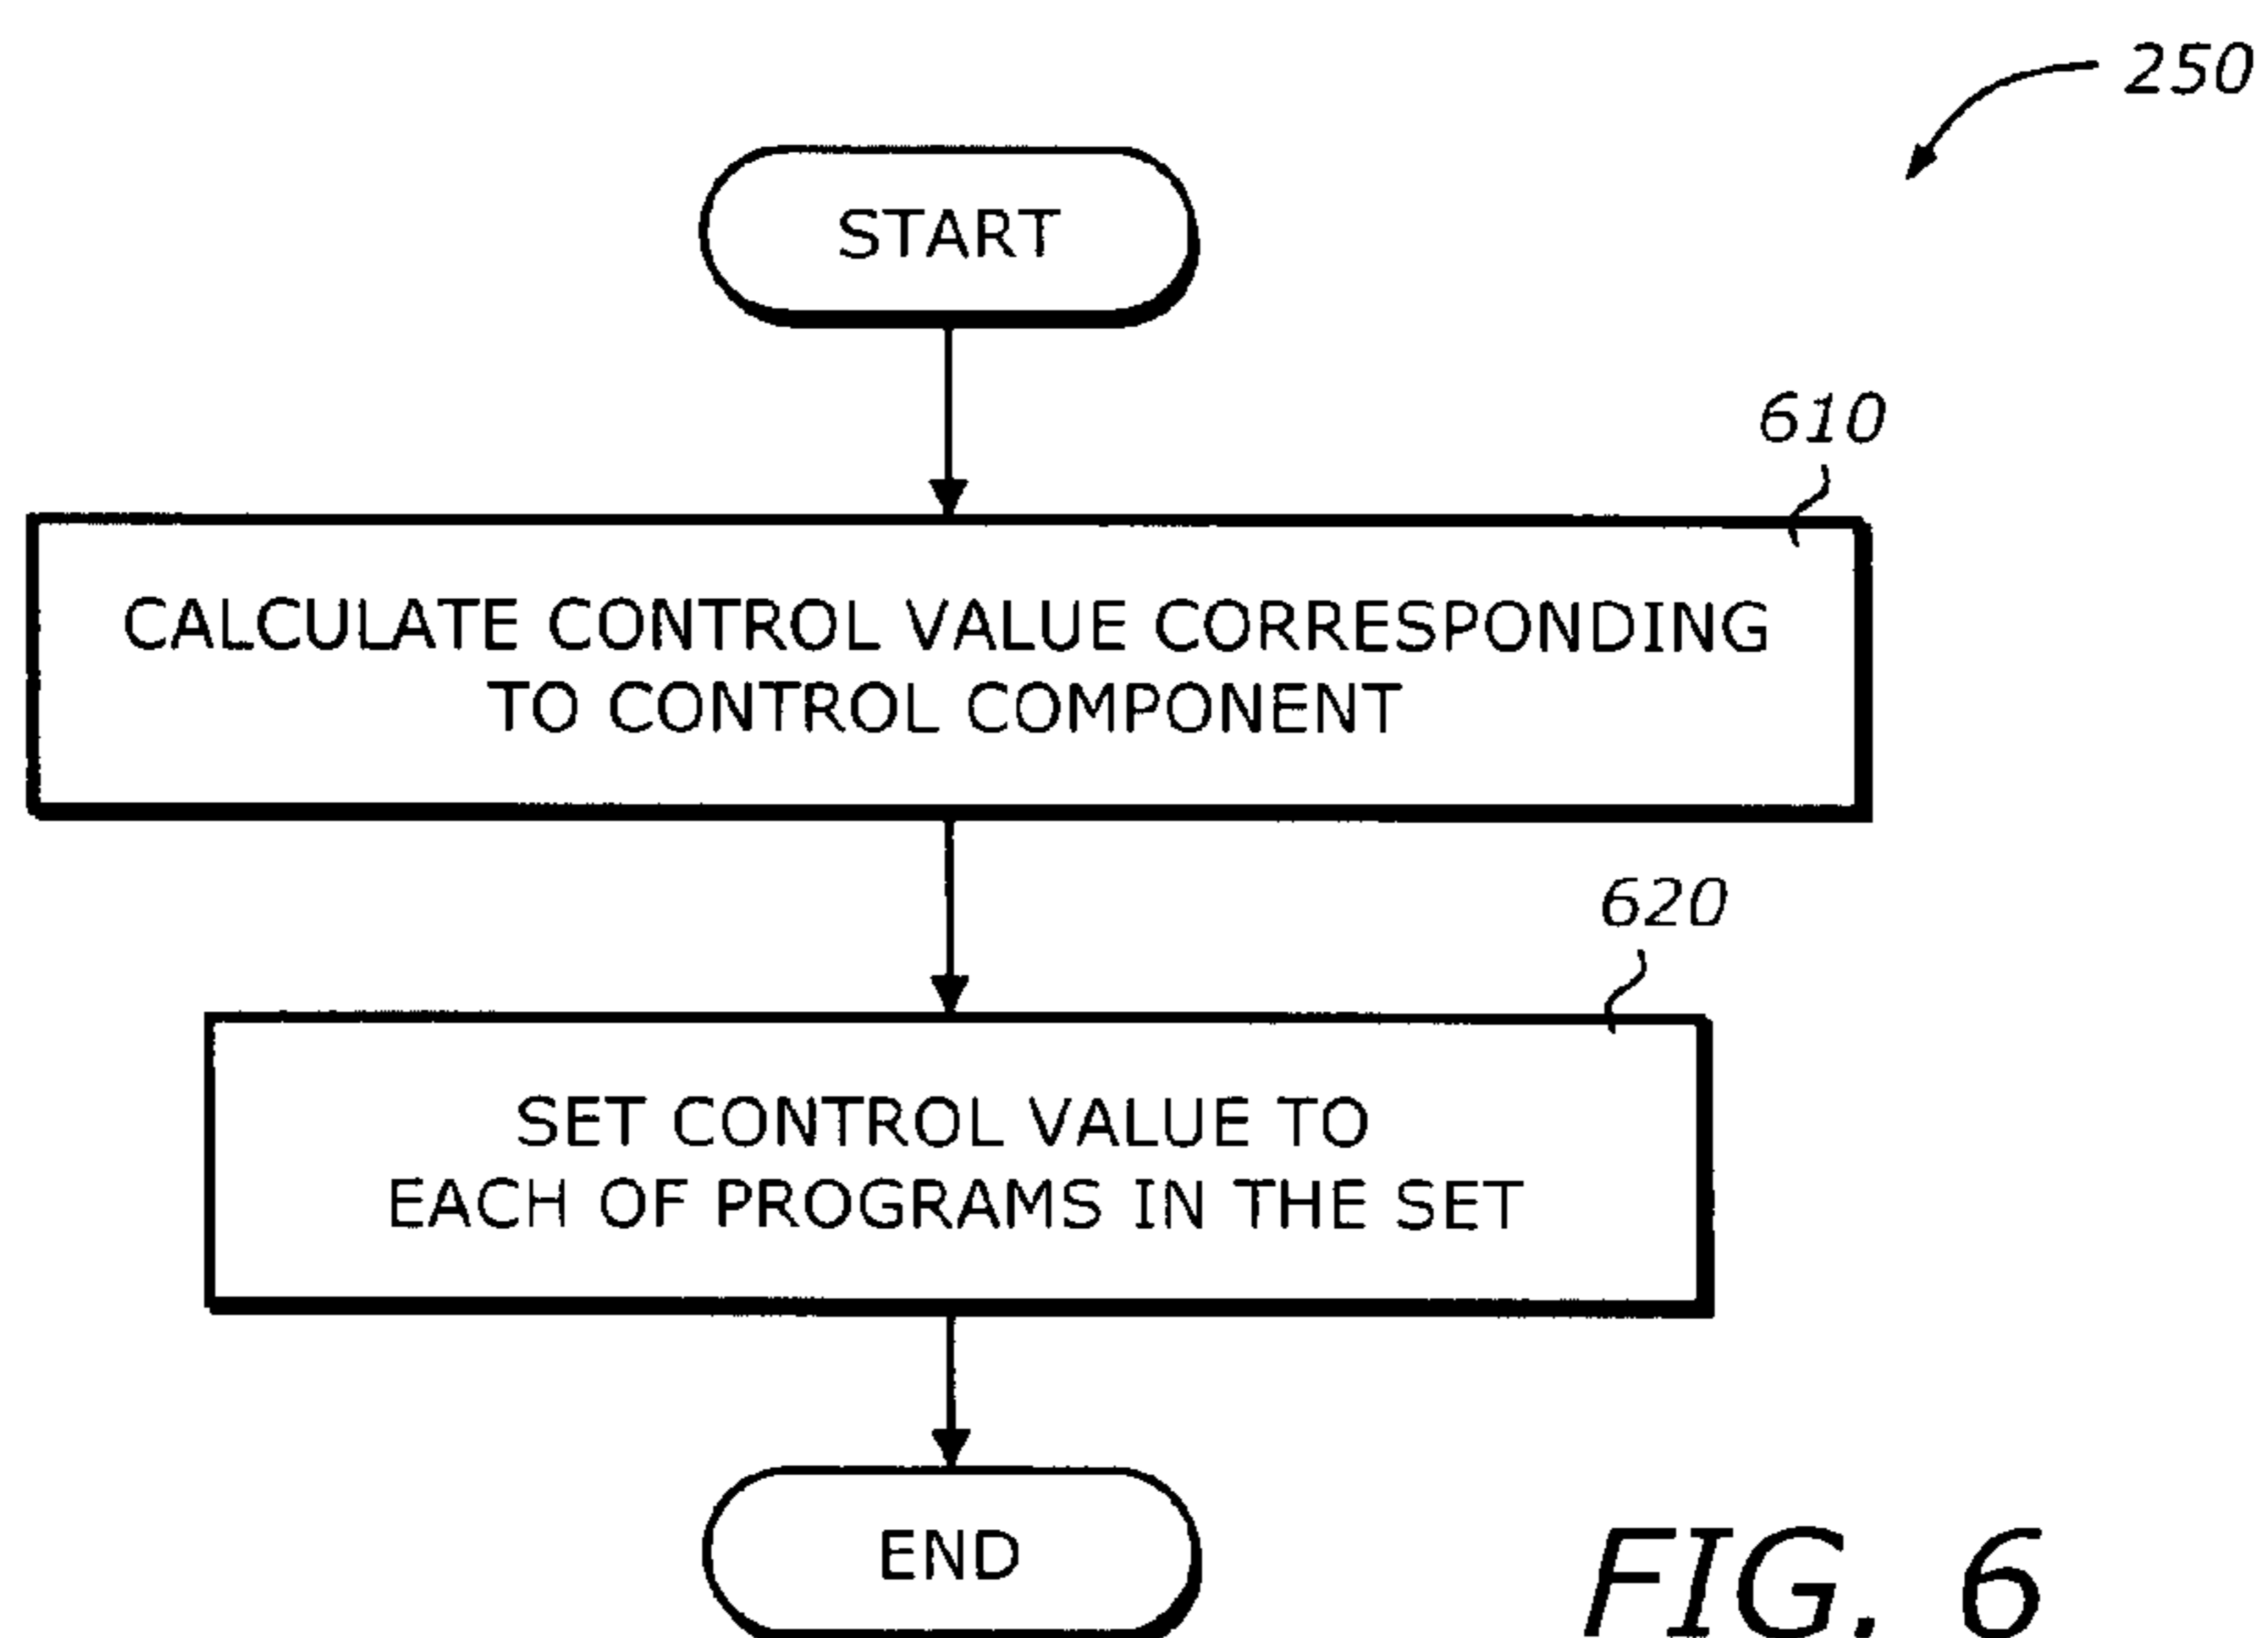 250
START
610
CALCULATE CONTROL VALUE CORRESPONDING
TO CONTROL COMPONENT
620
SET CONTROL VALUE TO
EACH OF PROGRAMS IN THE SET
END
FIG. 6